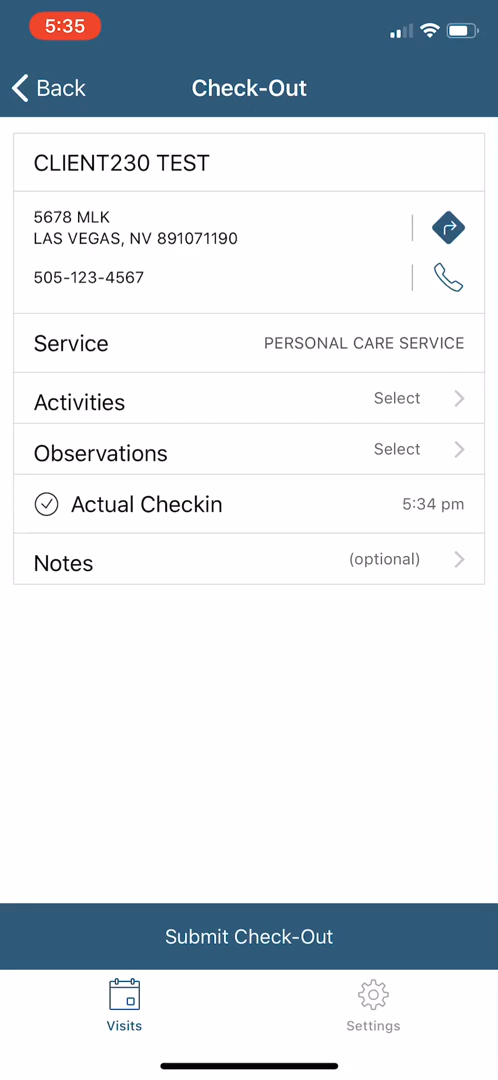 5:35
Back
Check-Out
CLIENT230 TEST
5678 MLK
LAS VEGAS, NV 891071190
505-123-4567
Service PERSONAL CARE SERVICE
Activities Select
Observations Select
Actual Checkin 5:34 pm
Notes (optional)
Submit Check-Out
Visits Settings